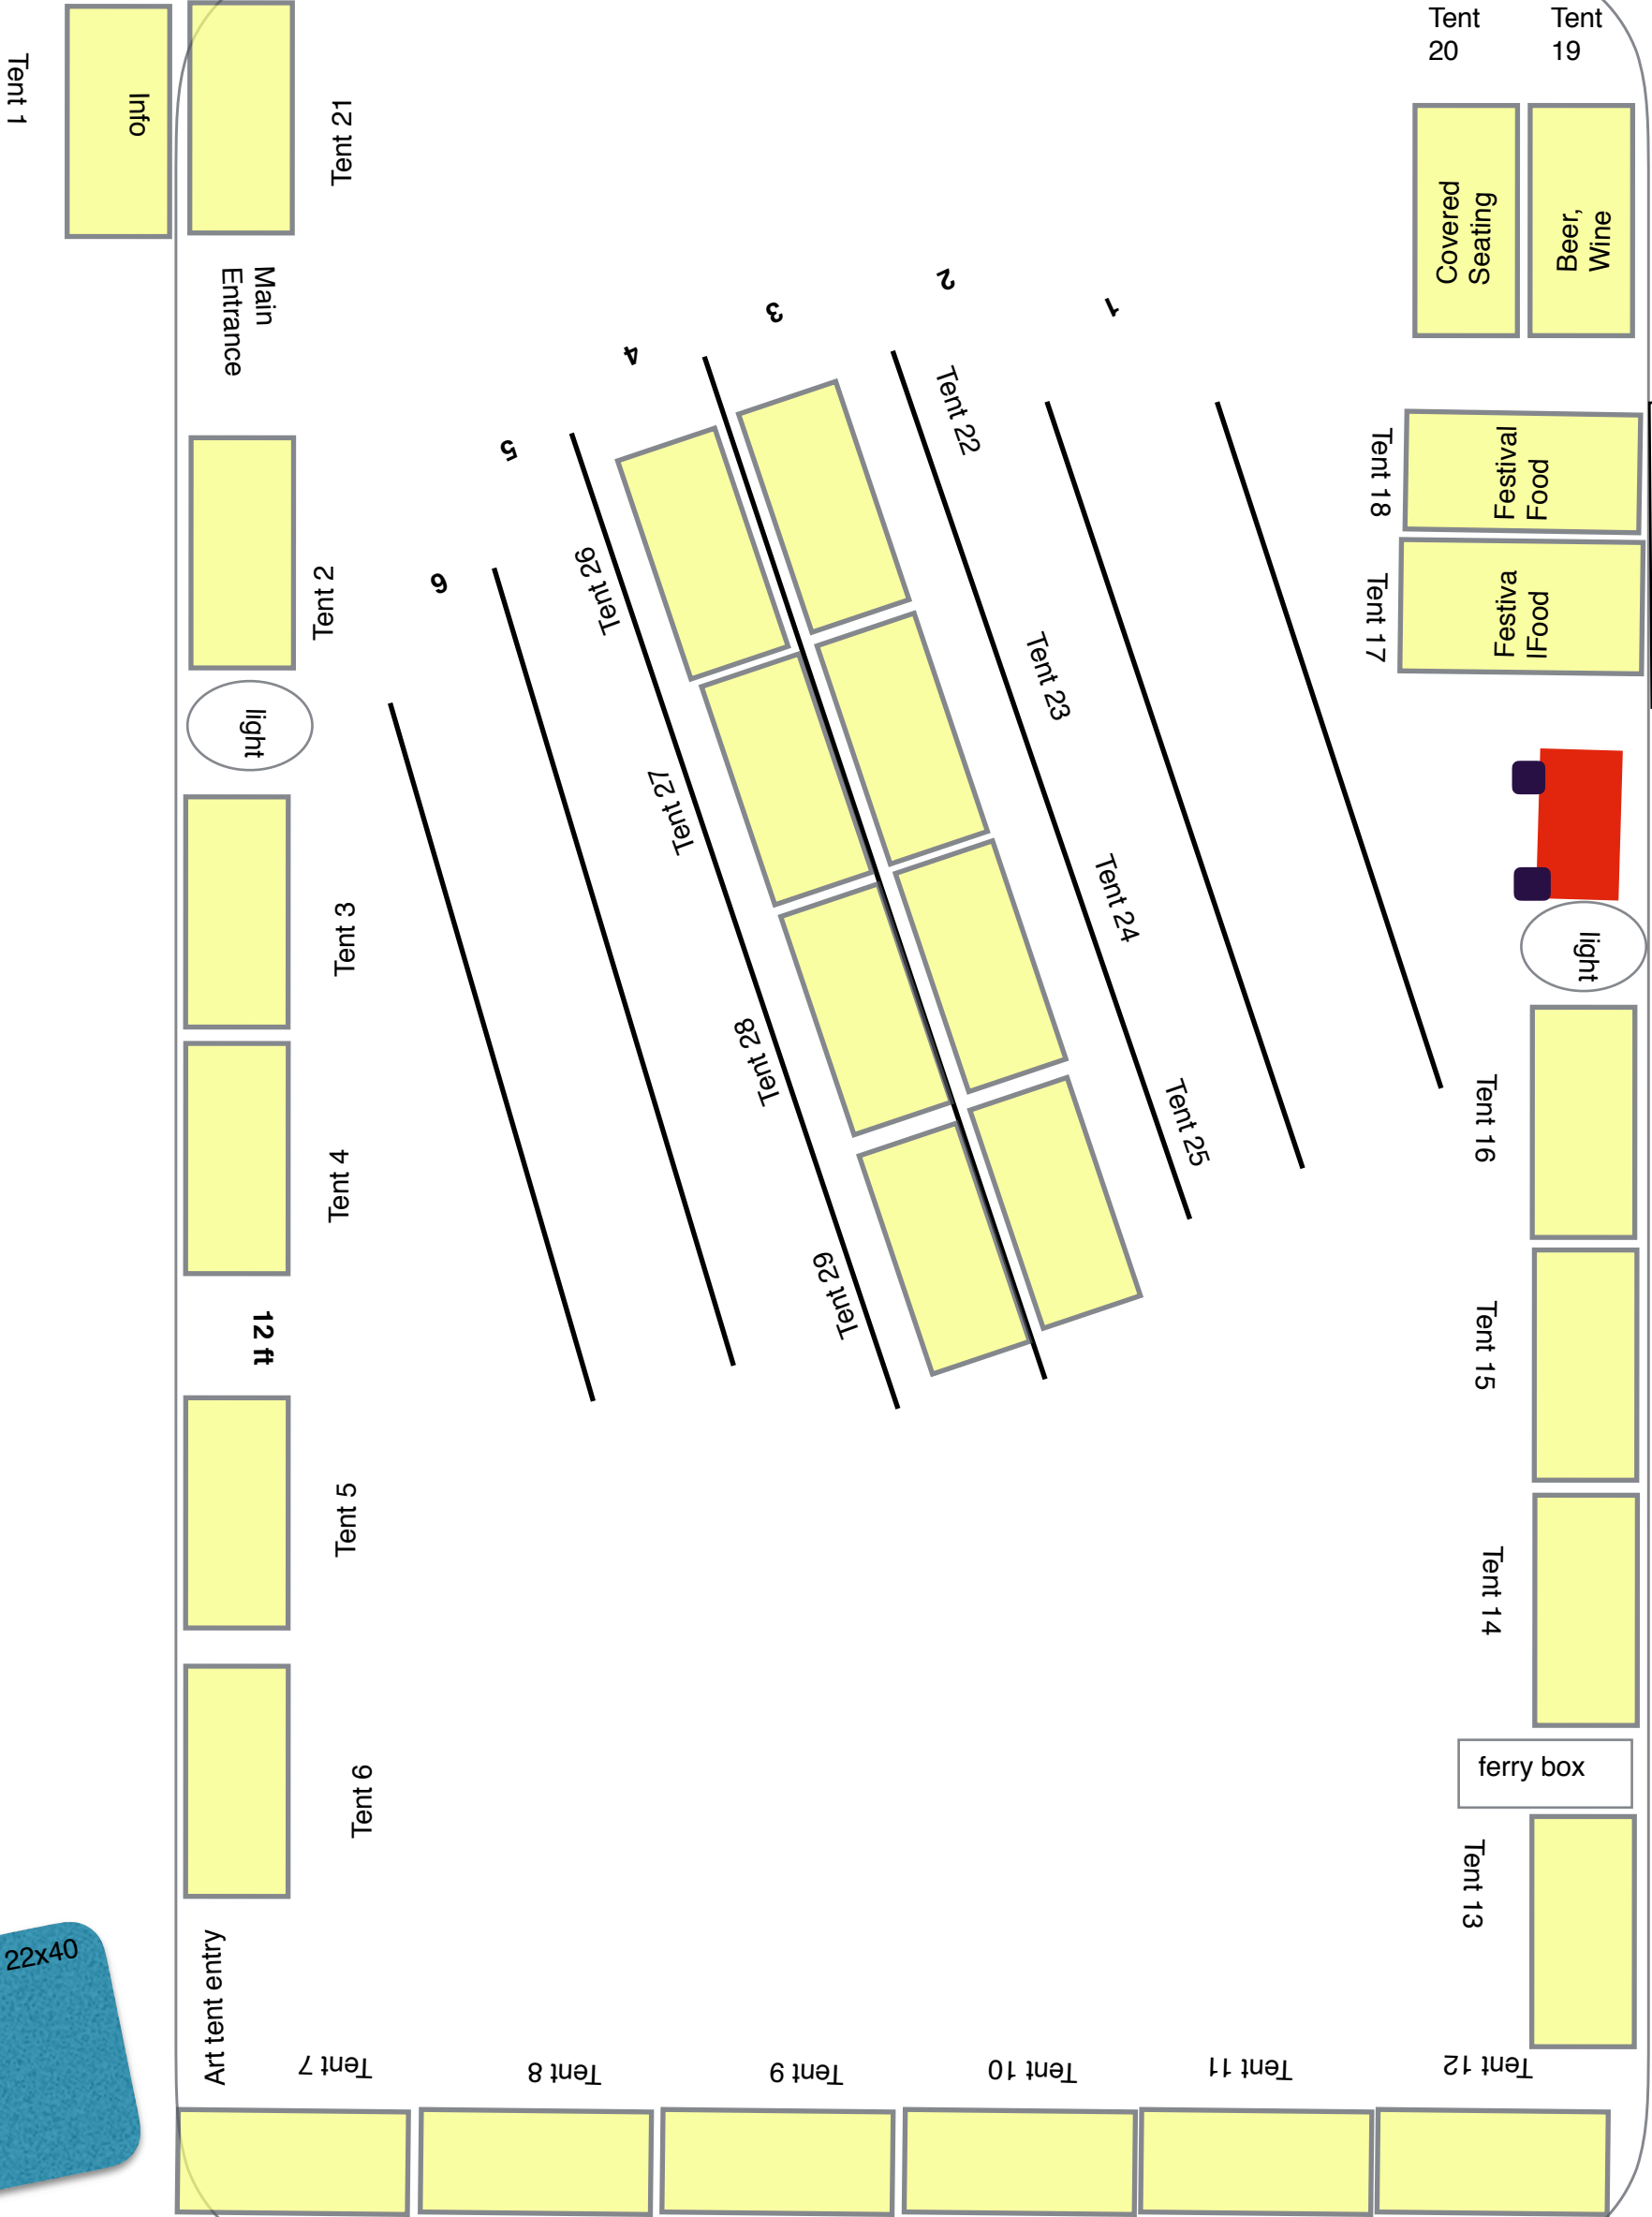 Tent 1
Info
Tent 21
Tent
20
Tent
19
Covered
Seating
Beer,
Wine
Main
Entrance
1
2
3
4
5
6
Tent 22
Tent 18
Festival
Food
Tent 17
Festiva
lFood
Tent 2
light
Tent 26
Tent 23
Tent 27
Tent 24
Tent 3
light
Tent 28
Tent 25
Tent 16
Tent 4
Tent 29
12 ft
Tent 15
Tent 5
Tent 14
Tent 6
ferry box
Tent 13
22x40
Art tent entry
Tent 7
Tent 8
Tent 9
Tent 10
Tent 11
Tent 12